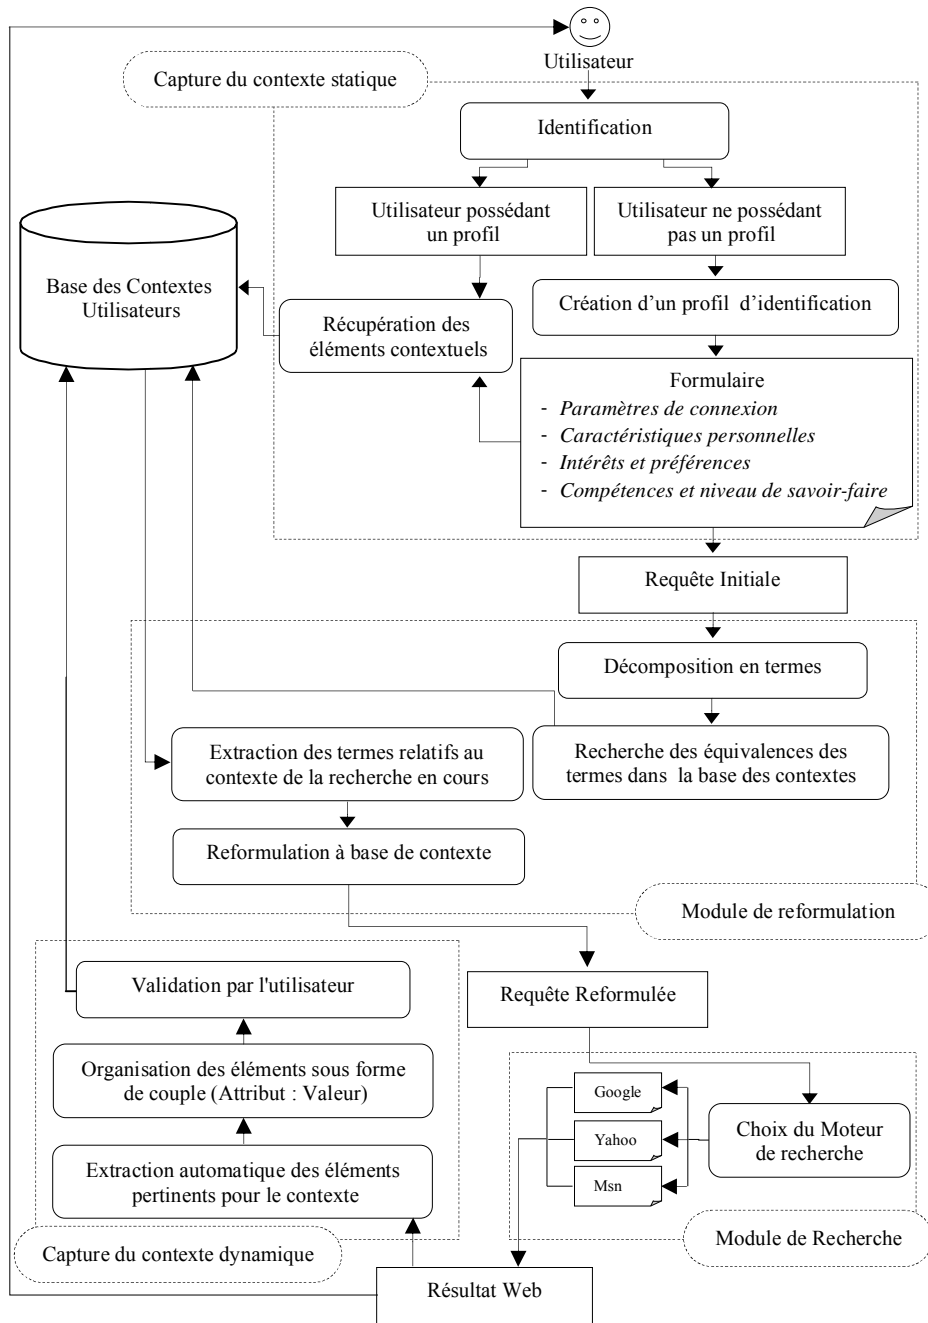 Utilisateur
Capture du contexte statique
Identification
Utilisateur possédant
un profil
Utilisateur ne possédant
pas un profil
Base des Contextes
Utilisateurs
Création d'un profil d'identification
Récupération des
éléments contextuels
Formulaire
- Paramètres de connexion
- Caractéristiques personnelles
- Intérêts et préférences
- Compétences et niveau de savoir-faire
Requête Initiale
Décomposition en termes
Extraction des termes relatifs au
contexte de la recherche en cours
Recherche des équivalences des
termes dans la base des contextes
Reformulation à base de contexte
Module de reformulation
Validation par l'utilisateur
Requête Reformulée
Organisation des éléments sous forme
de couple (Attribut : Valeur)
Google
Yahoo
Msn
Choix du Moteur
de recherche
Extraction automatique des éléments
pertinents pour le contexte
Capture du contexte dynamique
Module de Recherche
Résultat Web